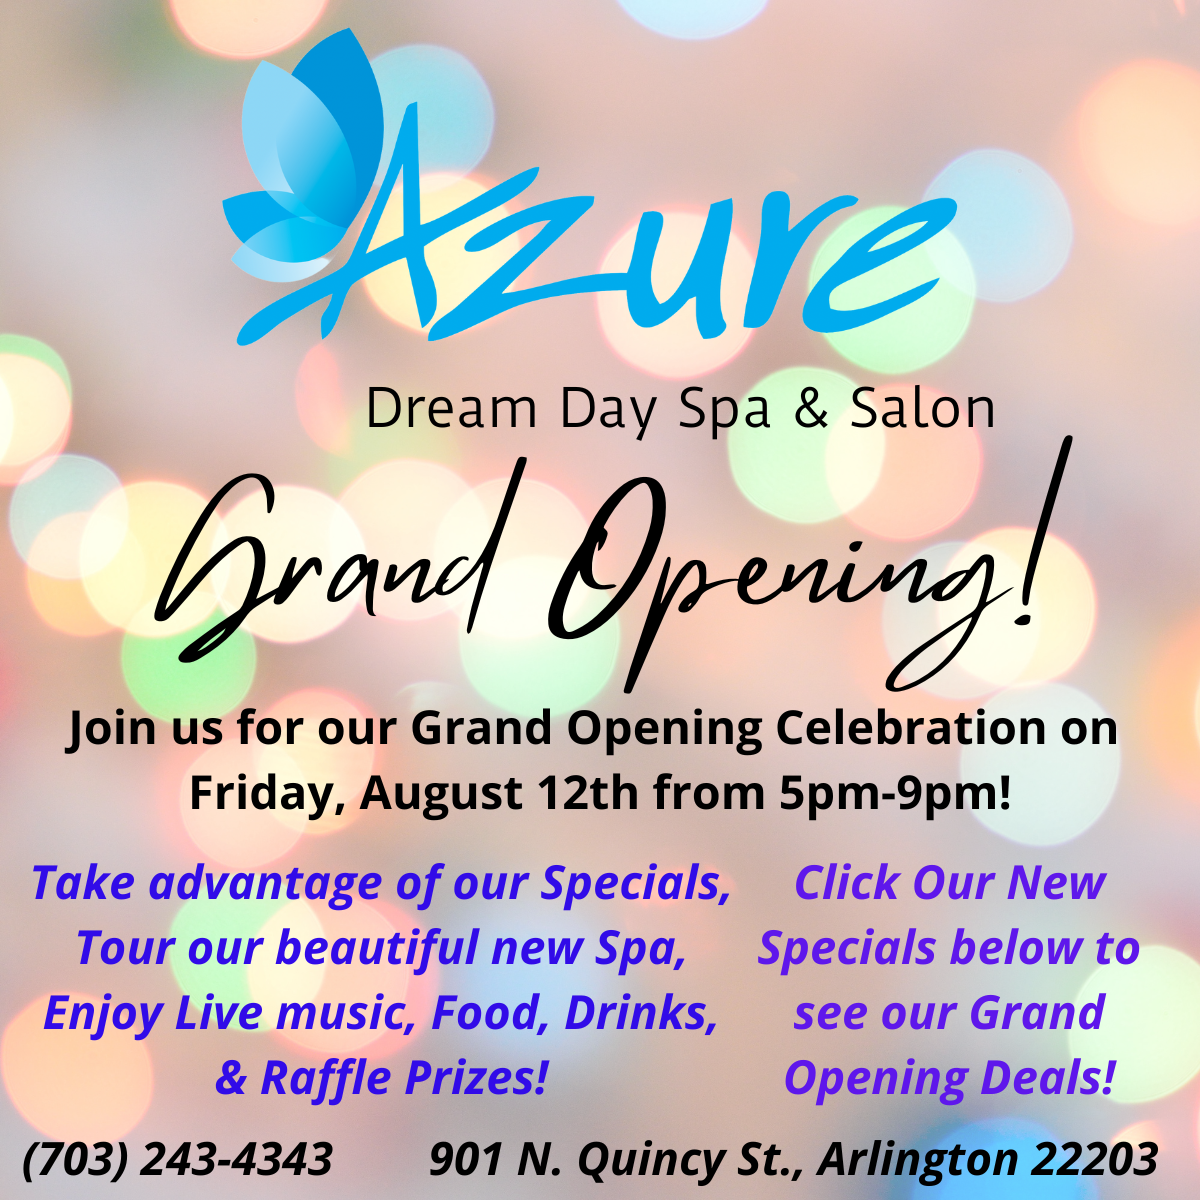 Azure
Dream Day Spa & Salon
Grand Opening!
Join us for our Grand Opening Celebration on
Friday, August 12th from 5pm-9pm!
Take advantage of our Specials,
Tour our beautiful new Spa,
Enjoy Live music, Food, Drinks,
& Raffle Prizes!
Click Our New
Specials below to
see our Grand
Opening Deals!
(703) 243-4343
901 N. Quincy St., Arlington 22203